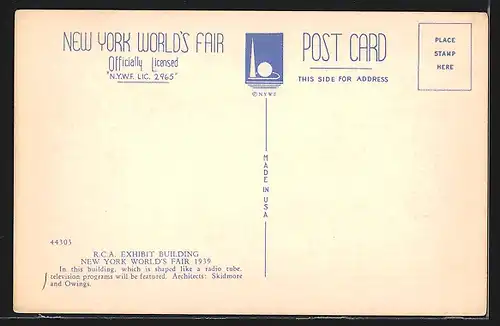 NEW YORK WORLD'S FAIR
Officially Licensed
"N.Y.W.F. LIC. 2965"
© N Y W F
POST CARD
THIS SIDE FOR ADDRESS
PLACE
STAMP
HERE
MADE IN USA
44303
R.C.A. EXHIBIT BUILDING
NEW YORK WORLD'S FAIR 1939
In this building, which is shaped like a radio tube,
television programs will be featured. Architects: Skidmore
and Owings.